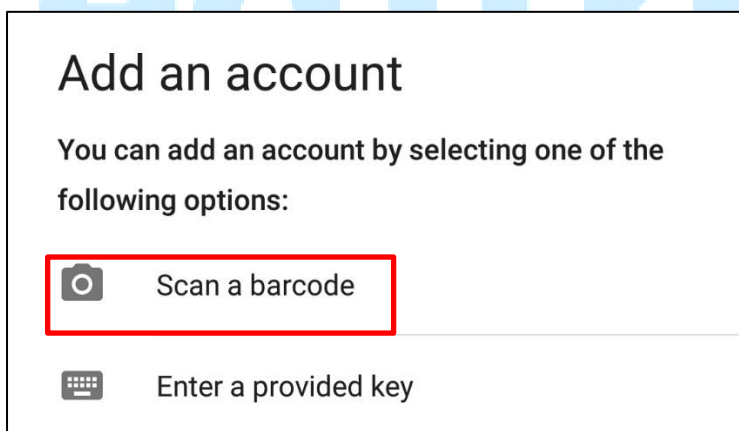 Add an account
You can add an account by selecting one of the
following options:
Scan a barcode
Enter a provided key